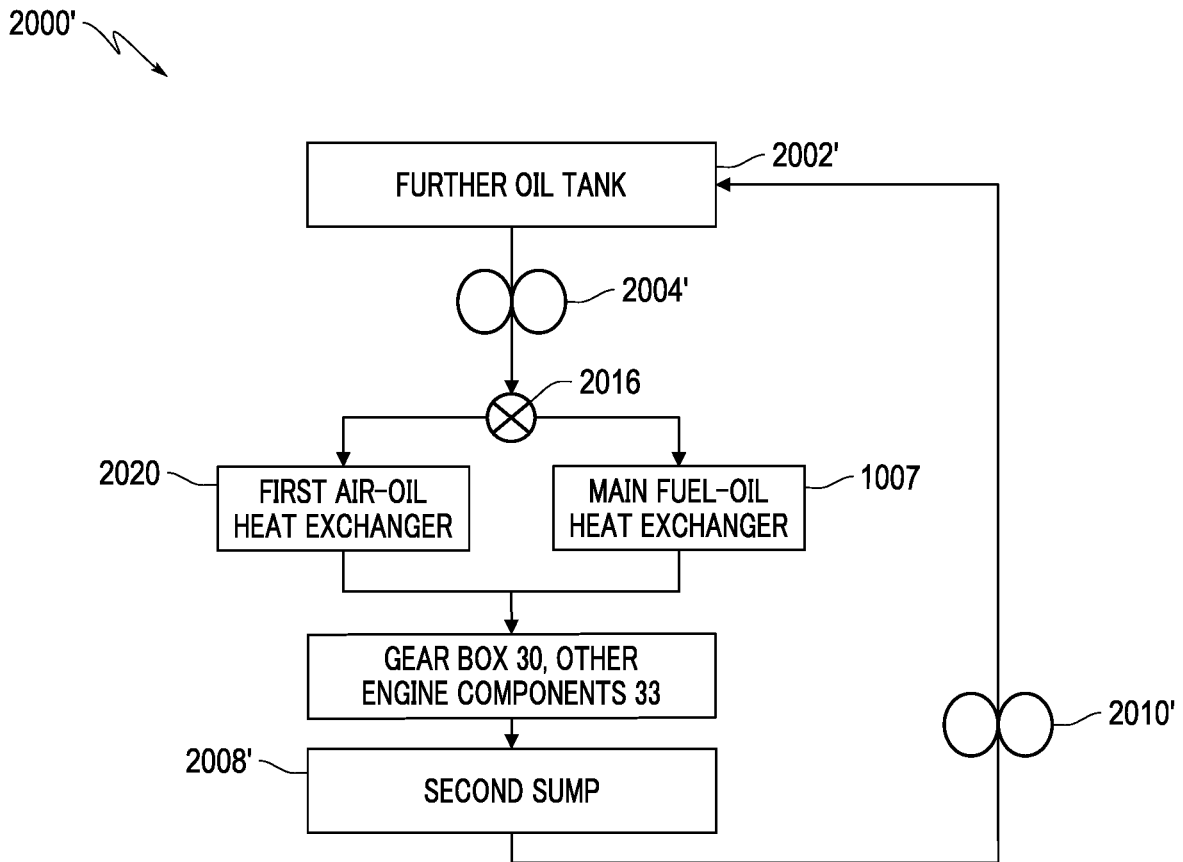 2000'
2002'
FURTHER OIL TANK
2004'
2016
2020
FIRST AIR-OIL
HEAT EXCHANGER
MAIN FUEL-OIL
HEAT EXCHANGER
1007
GEAR BOX 30, OTHER
ENGINE COMPONENTS 33
2010'
2008'
SECOND SUMP